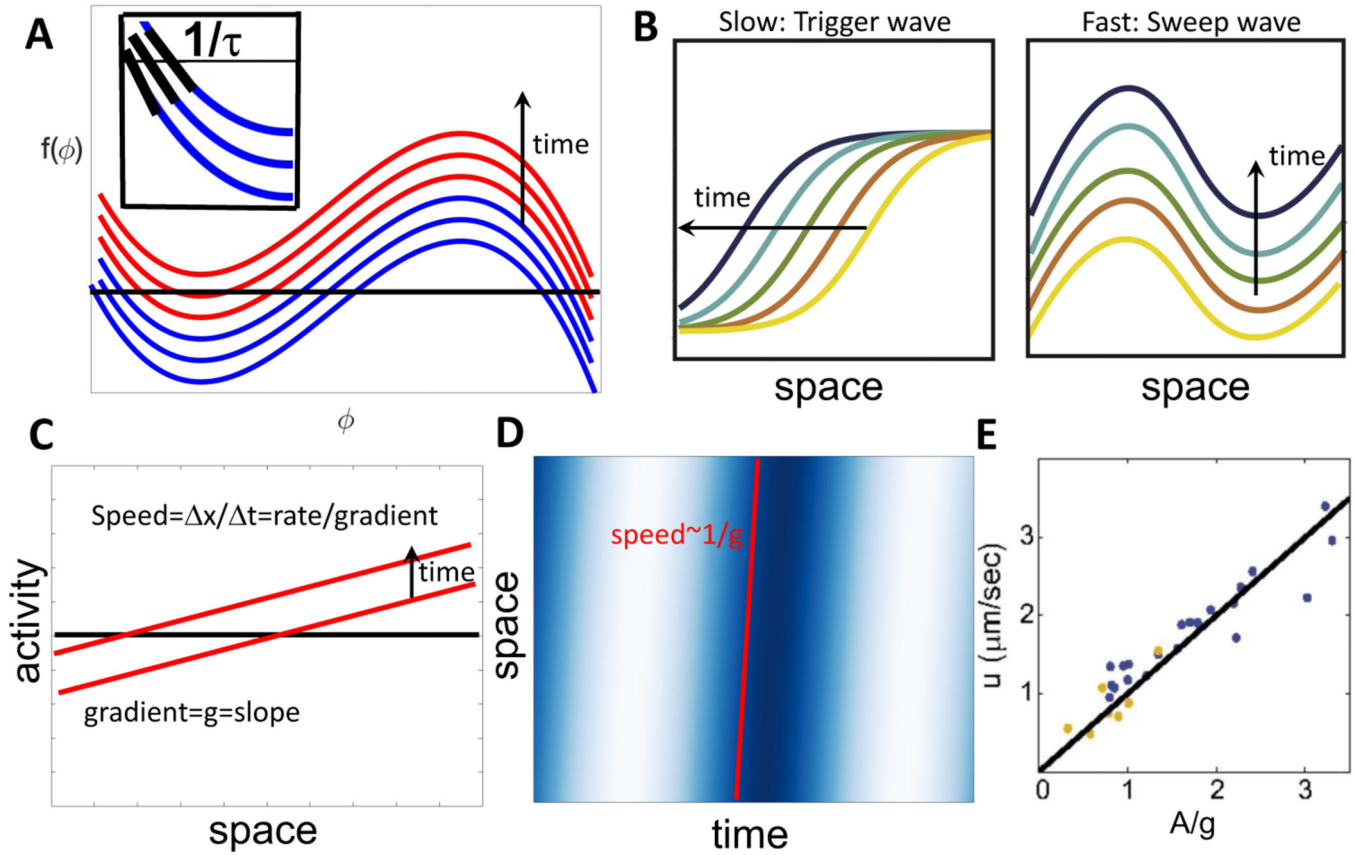 A
1/τ
f(ϕ)
time
ϕ
B
Slow: Trigger wave
time
space
Fast: Sweep wave
time
space
C
Speed=Δx/Δt=rate/gradient
time
activity
gradient=g=slope
space
D
speed~1/g
space
time
E
u (μm/sec)
3
2
1
0
1
2
3
A/g